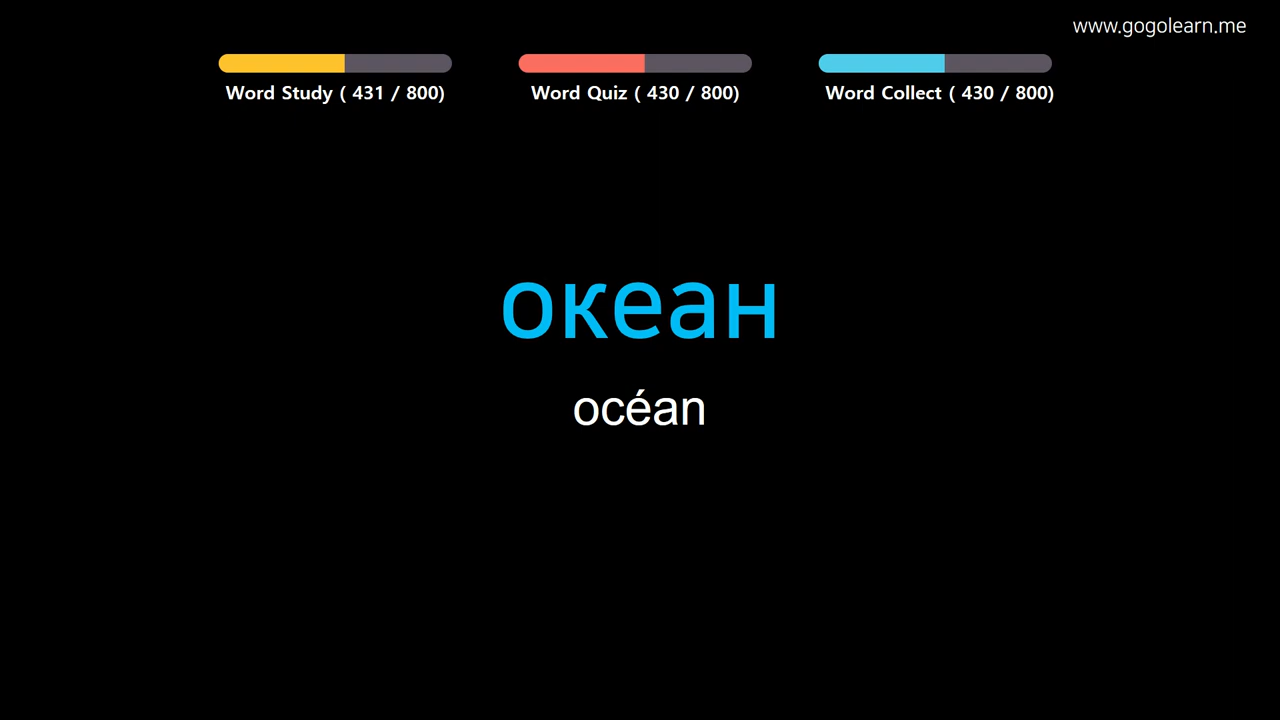 www.gogolearn.me
Word Study ( 431 / 800)
Word Quiz ( 430 / 800)
Word Collect ( 430 / 800)
океан
océan